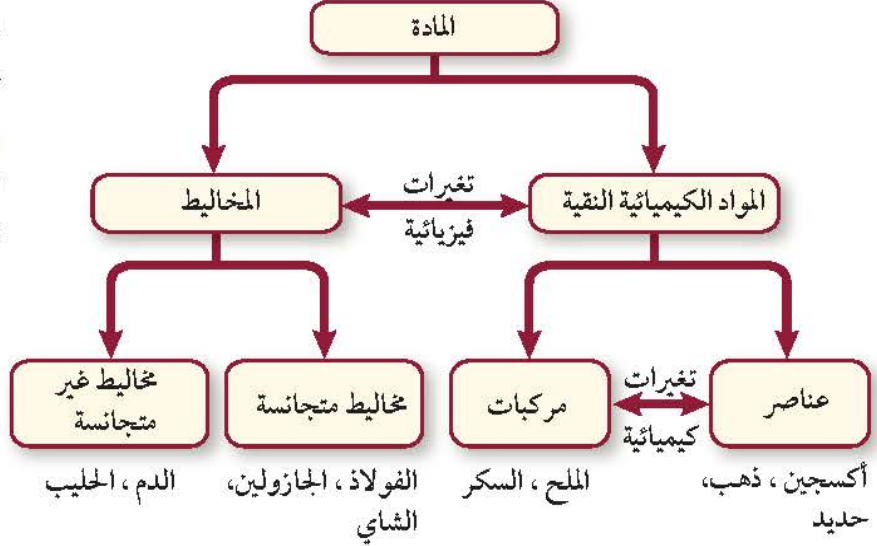 المادة
المواد الكيميائية النقية
تغيرات
فيزيائية
المخاليط
عناصر
تغيرات
كيميائية
مركبات
مخاليط متجانسة
مخاليط غير
متجانسة
أكسجين ، ذهب،
حديد
الملح ، السكر
الفولاذ ، الجازولين،
الشاي
الدم ، الحليب